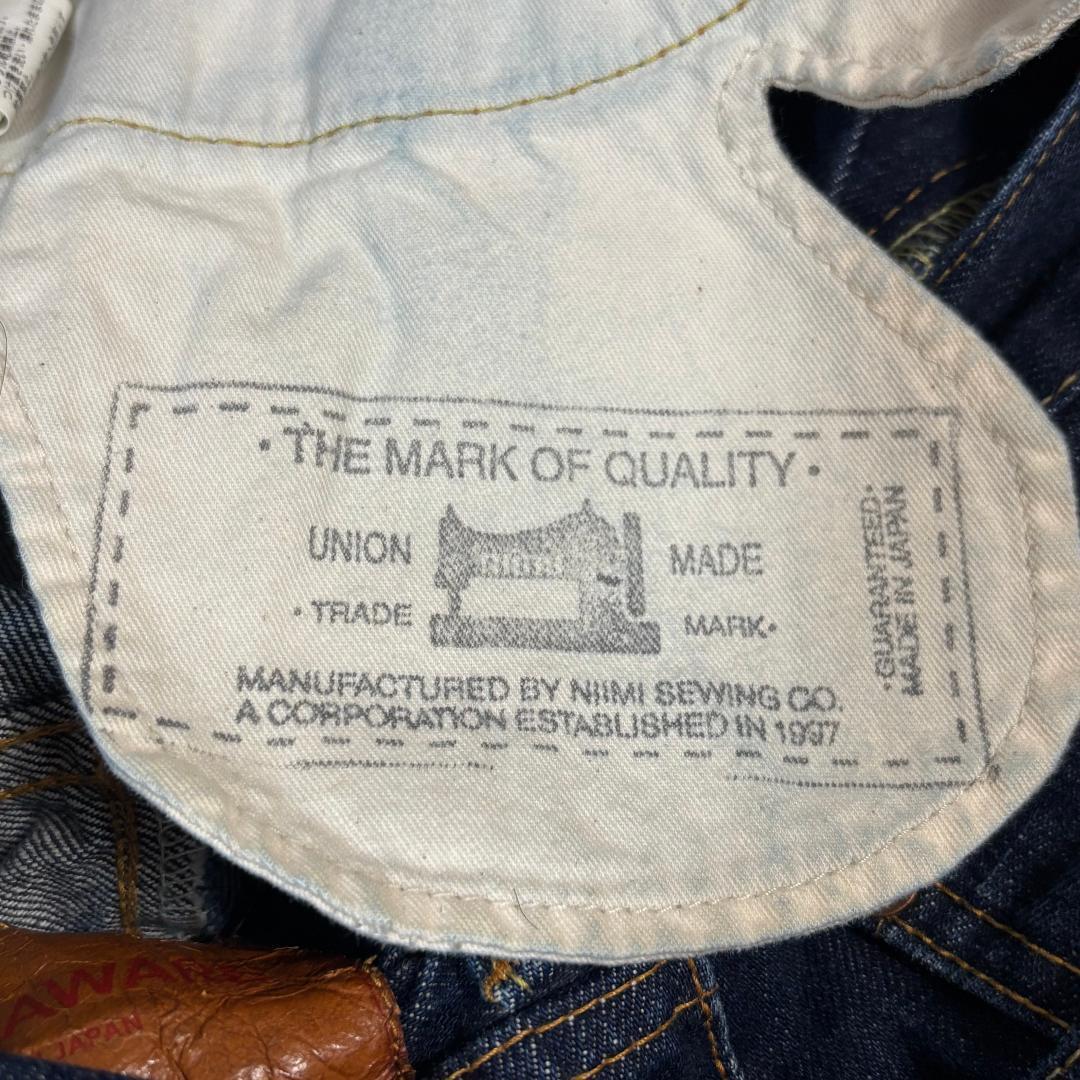 · THE MARK OF QUALITY ·
UNION MADE
· TRADE MARK ·
MANUFACTURED BY NIIMI SEWING CO.
A CORPORATION ESTABLISHED IN 1997
· GUARANTEED ·
MADE IN JAPAN
AWARE
JAPAN